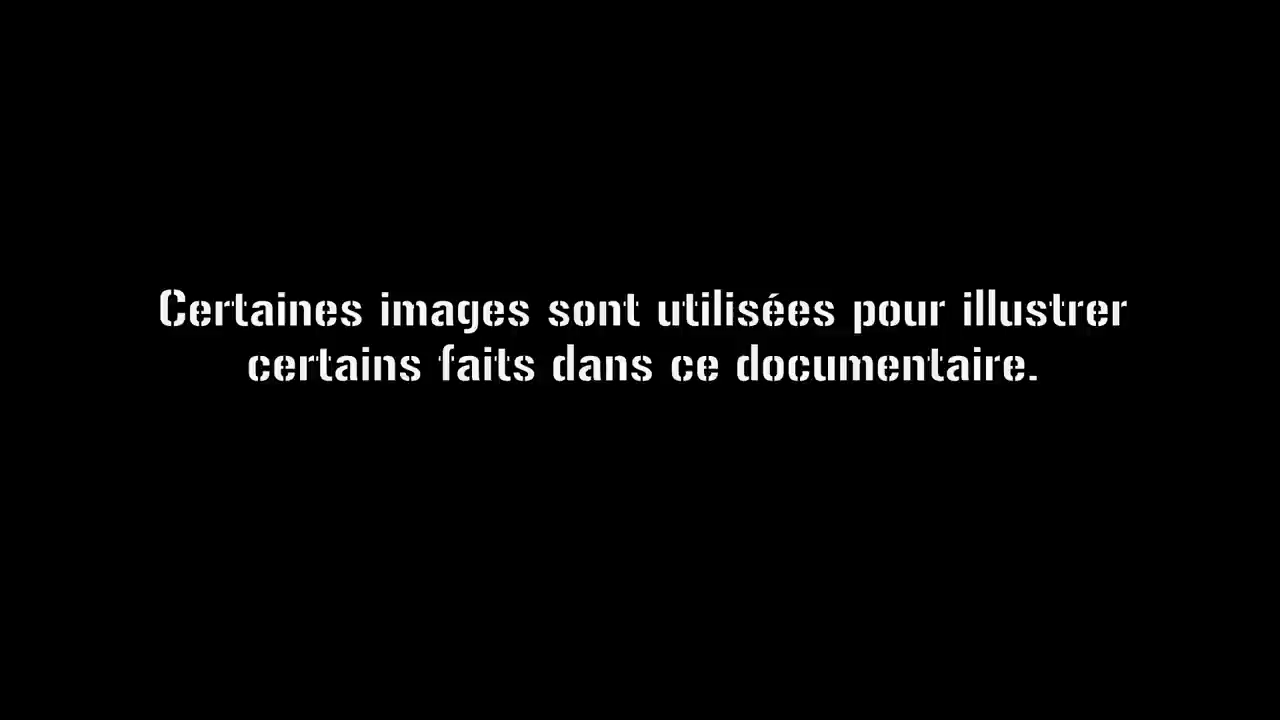 Certaines images sont utilisées pour illustrer
certains faits dans ce documentaire.